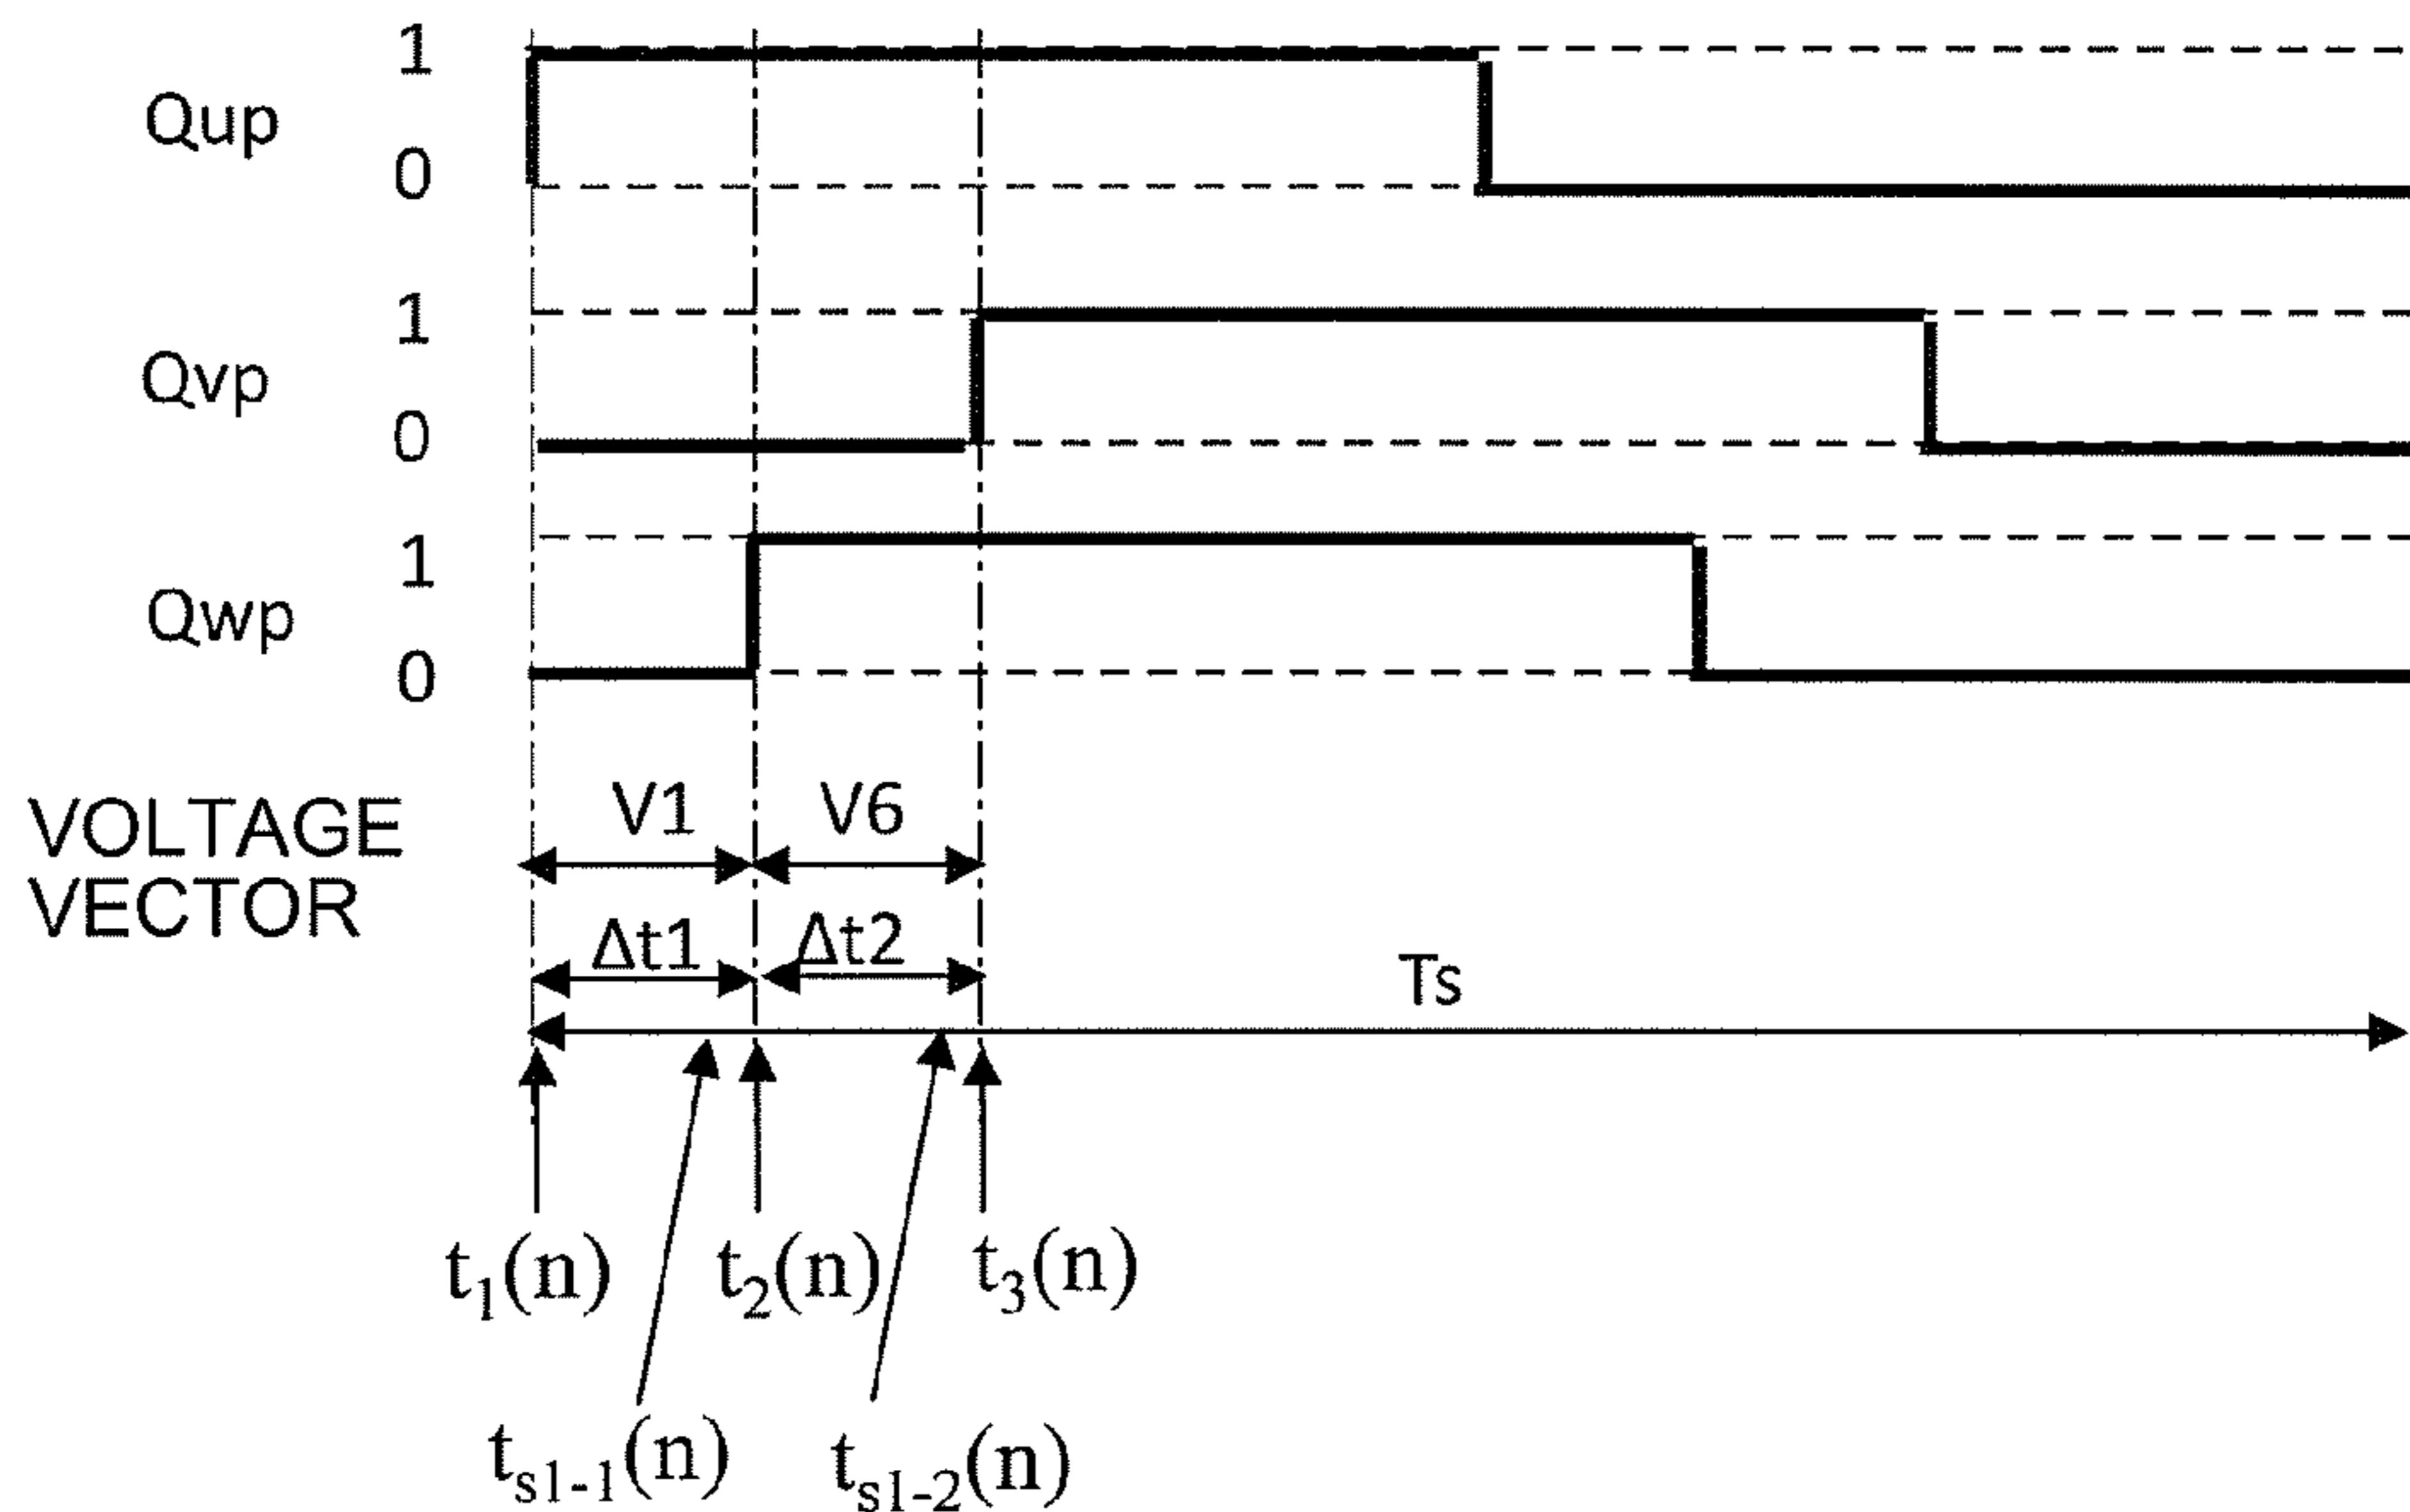 1
Qup
0
1
Qvp
0
1
Qwp
0
V1 V6
VOLTAGE
VECTOR
Δt1 Δt2
Ts
t₁(n) t₂(n) t₃(n)
tₛ₁₋₁(n) tₛ₁₋₂(n)